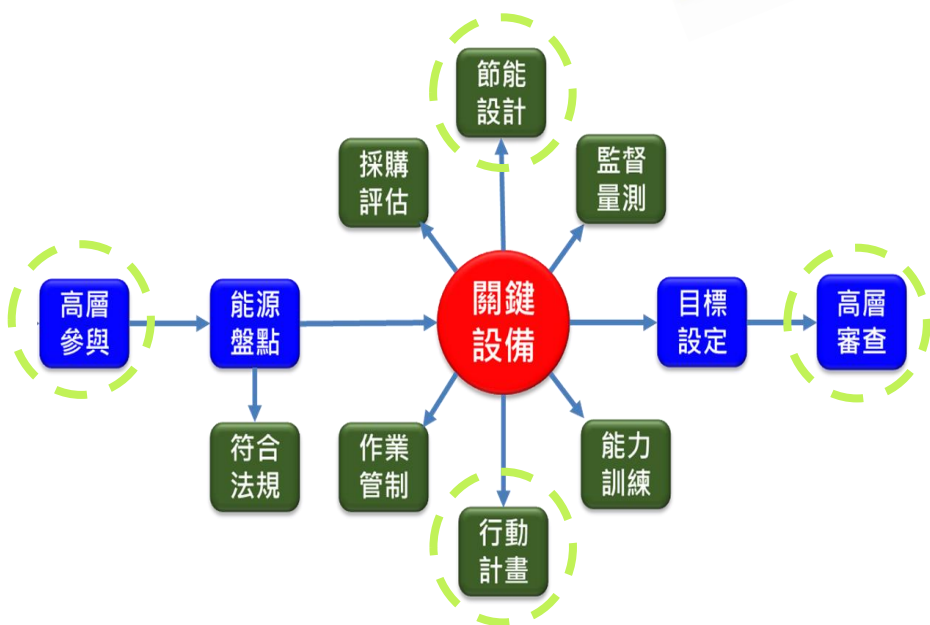 節能
設計
採購
評估
監督
量測
高層
參與
能源
盤點
關鍵
設備
目標
設定
高層
審查
符合
法規
作業
管制
能力
訓練
行動
計畫